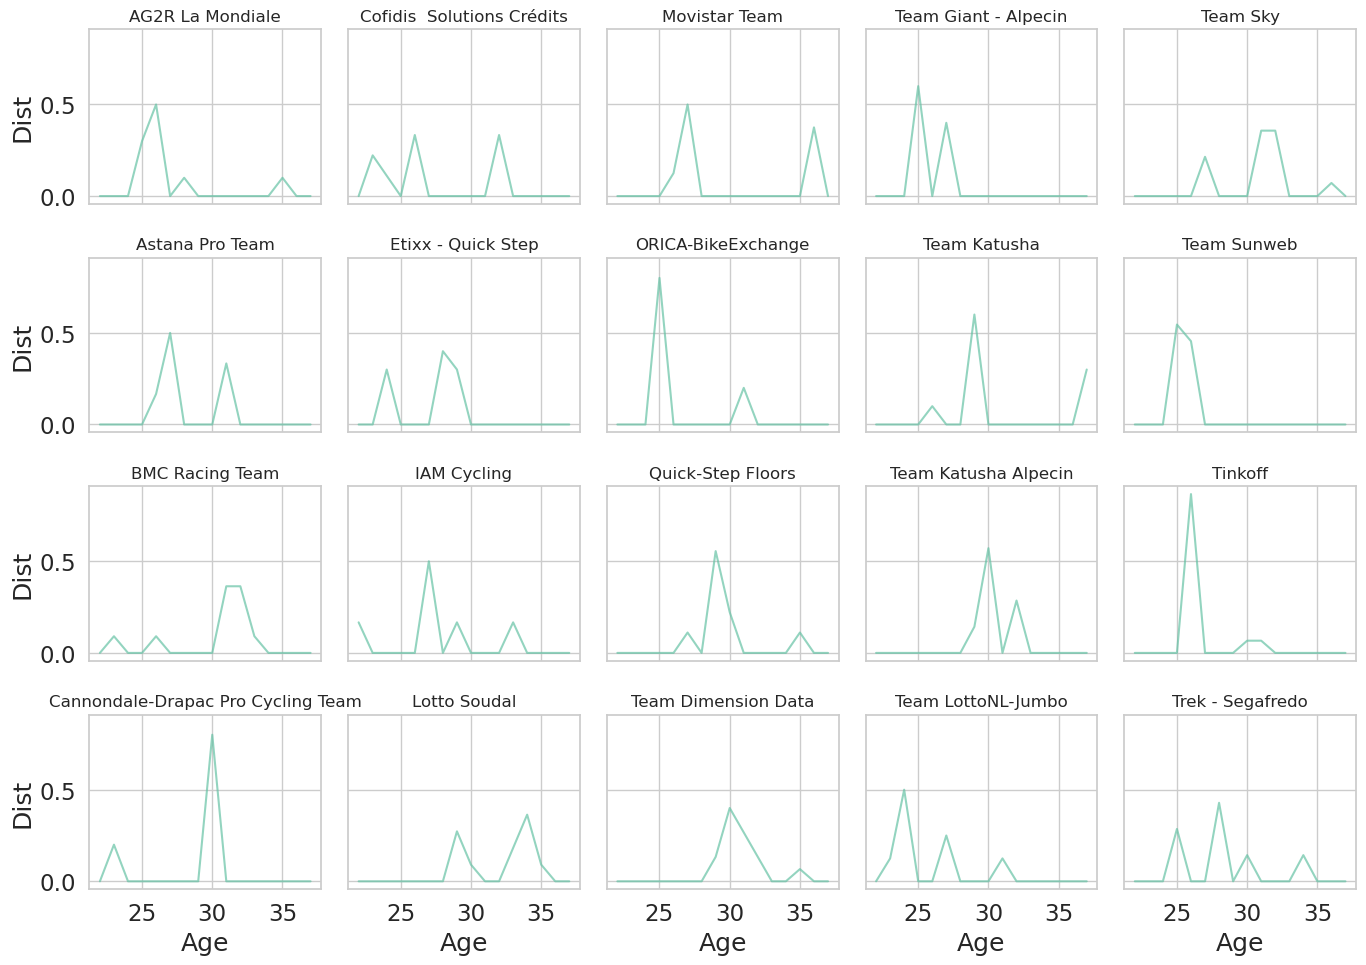 AG2R La Mondiale
Cofidis  Solutions Crédits
Movistar Team
Team Giant - Alpecin
Team Sky
Dist
0.5
0.0
Astana Pro Team
Etixx - Quick Step
ORICA-BikeExchange
Team Katusha
Team Sunweb
Dist
0.5
0.0
BMC Racing Team
IAM Cycling
Quick-Step Floors
Team Katusha Alpecin
Tinkoff
Dist
0.5
0.0
Cannondale-Drapac Pro Cycling Team
Lotto Soudal
Team Dimension Data
Team LottoNL-Jumbo
Trek - Segafredo
Dist
0.5
0.0
25 30 35
25 30 35
25 30 35
25 30 35
25 30 35
Age
Age
Age
Age
Age